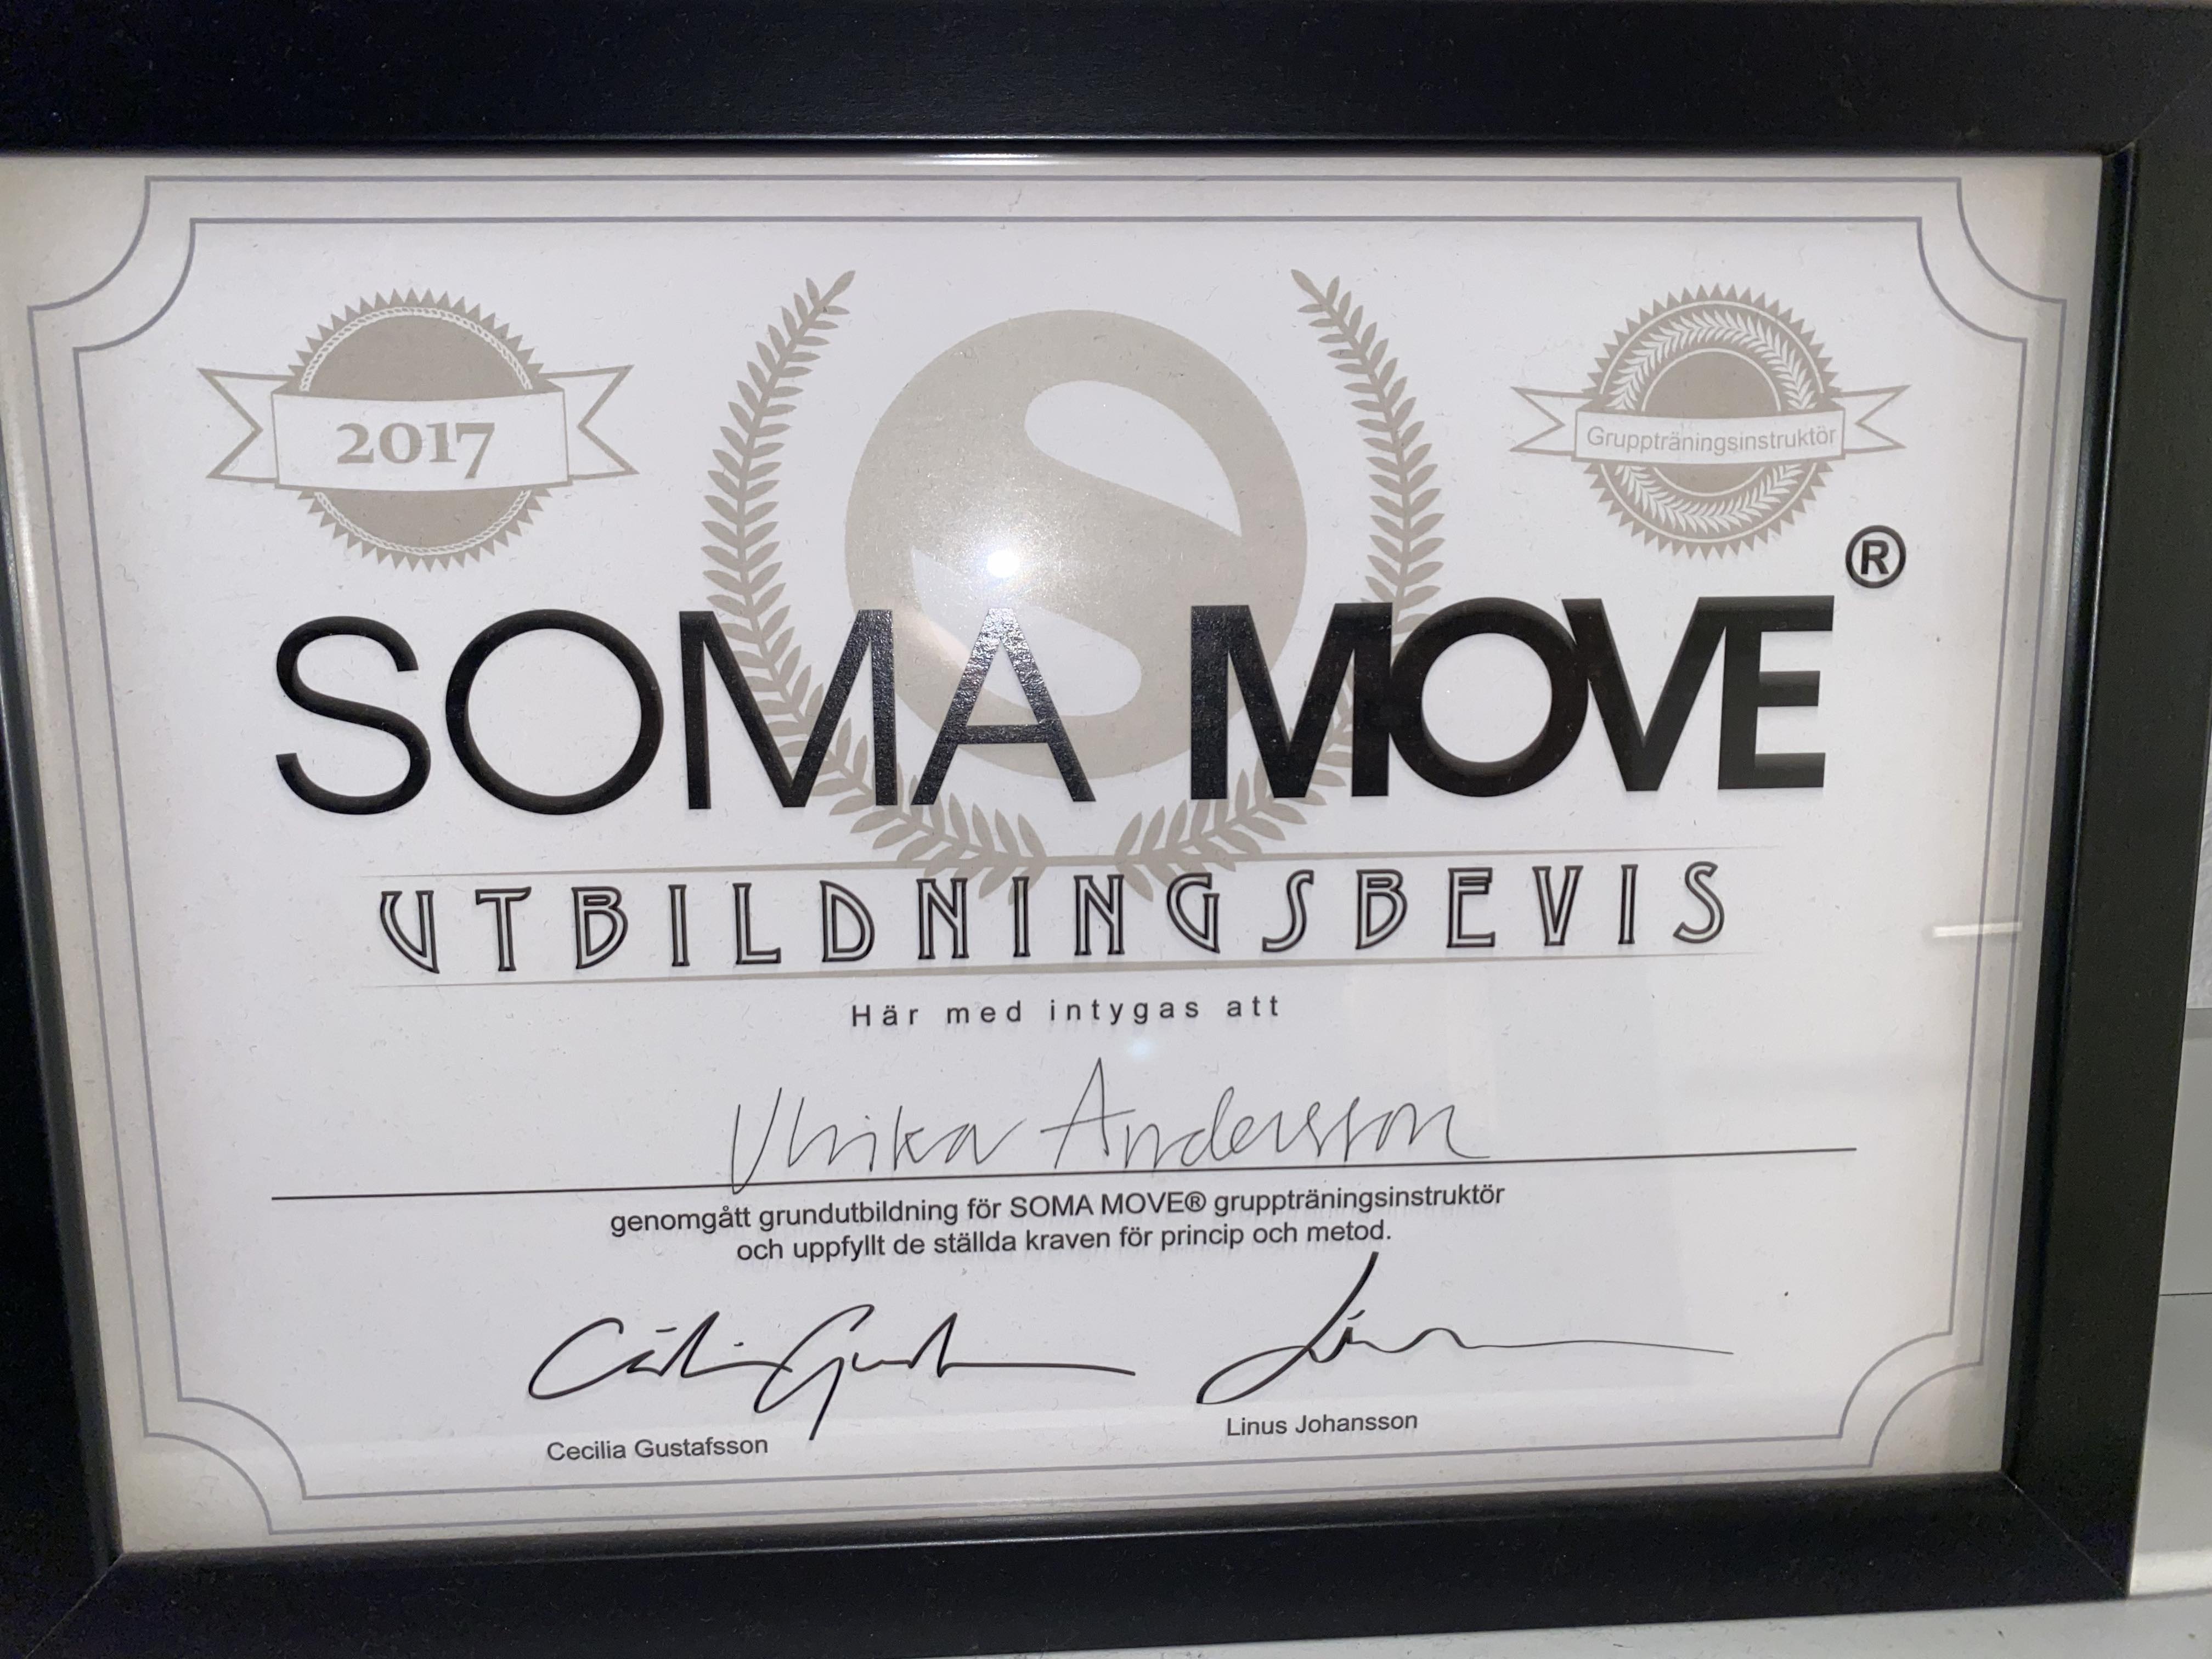 2017
Gruppträningsinstruktör
SOMA MOVE®
UTBILDNINGSBEVIS
Här med intygas att
Ulrika Andersson
genomgått grundutbildning för SOMA MOVE® gruppträningsinstruktör
och uppfyllt de ställda kraven för princip och metod.
Cecilia Gustafsson
Linus Johansson